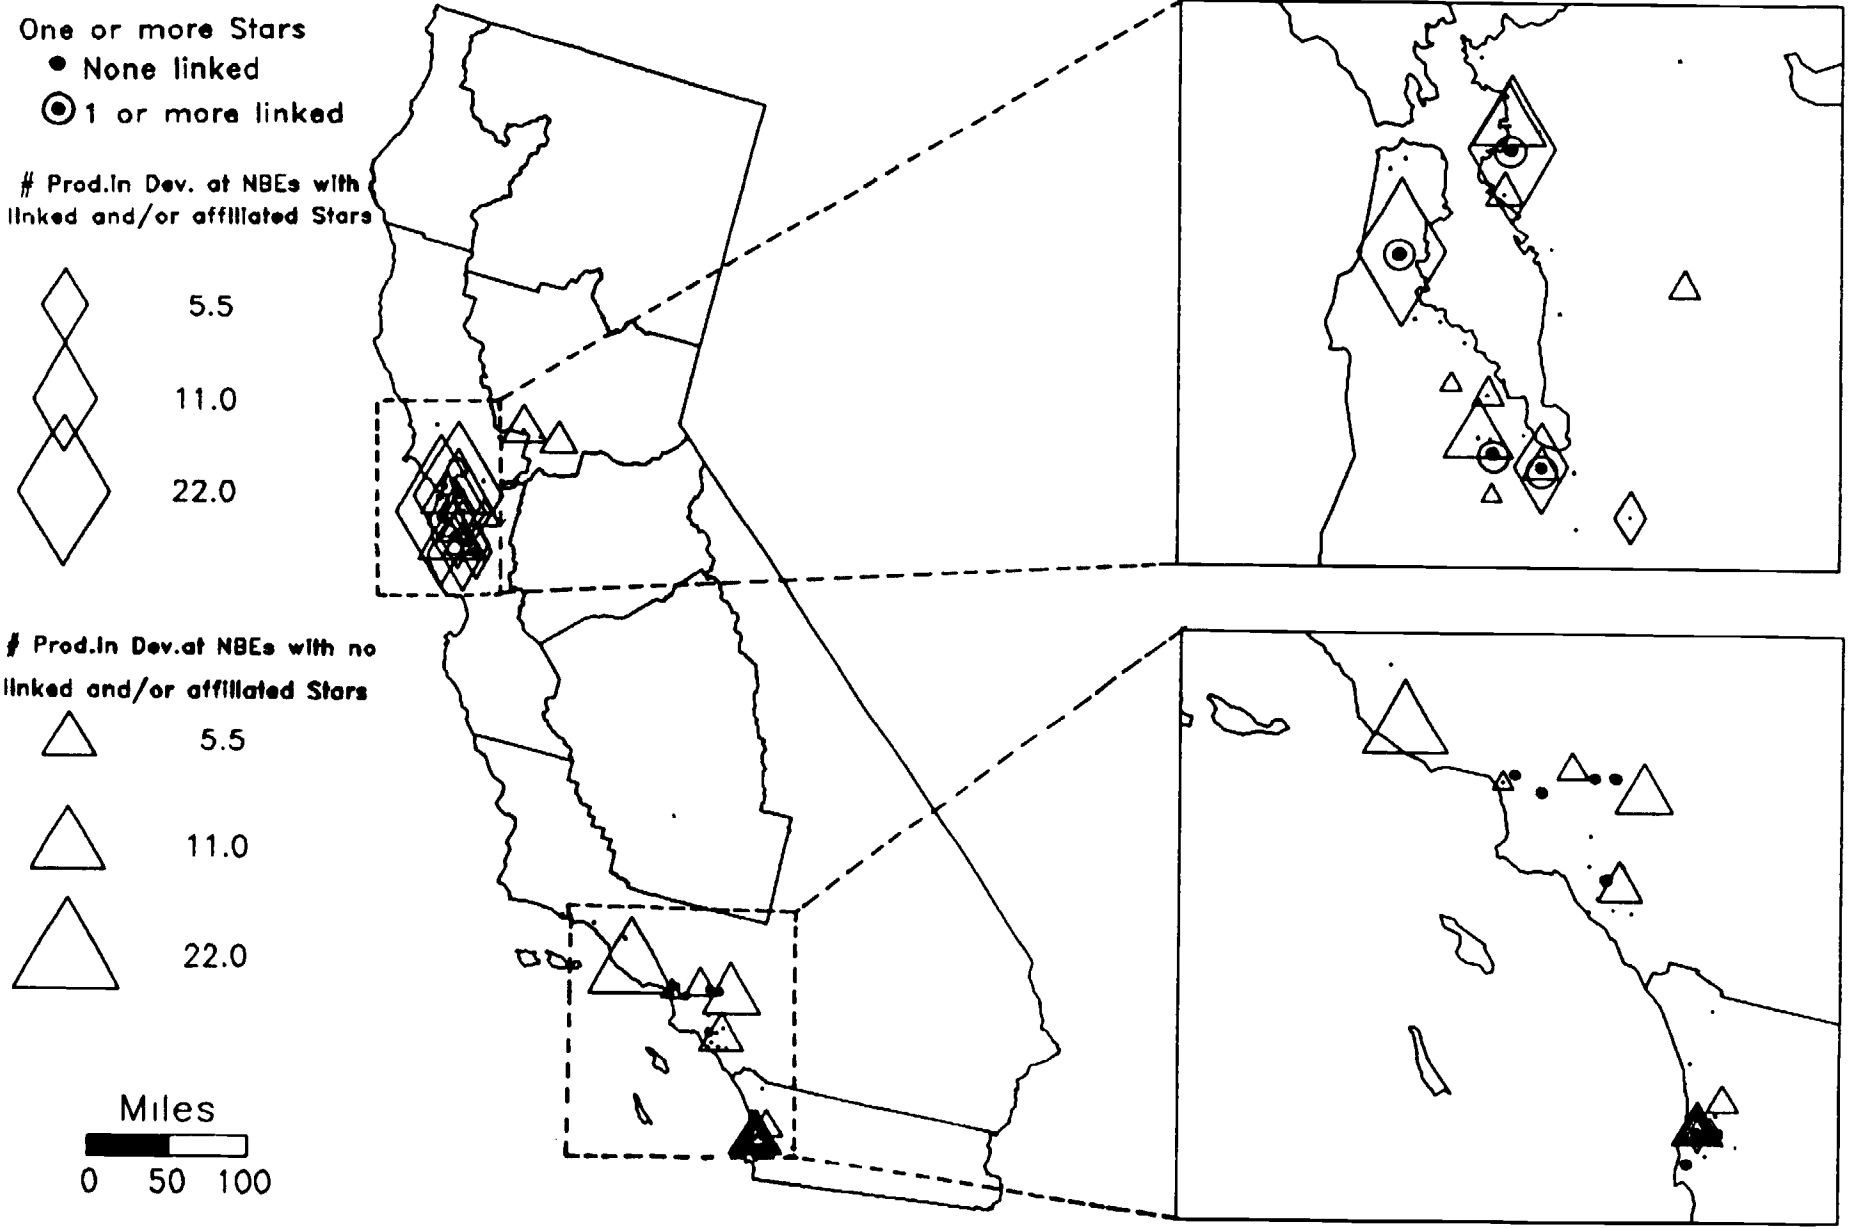 One or more Stars
None linked
1 or more linked
# Prod.in Dev. at NBEs with
linked and/or affiliated Stars
5.5
11.0
22.0
# Prod.in Dev.at NBEs with no
linked and/or affiliated Stars
5.5
11.0
22.0
Miles
0 50 100